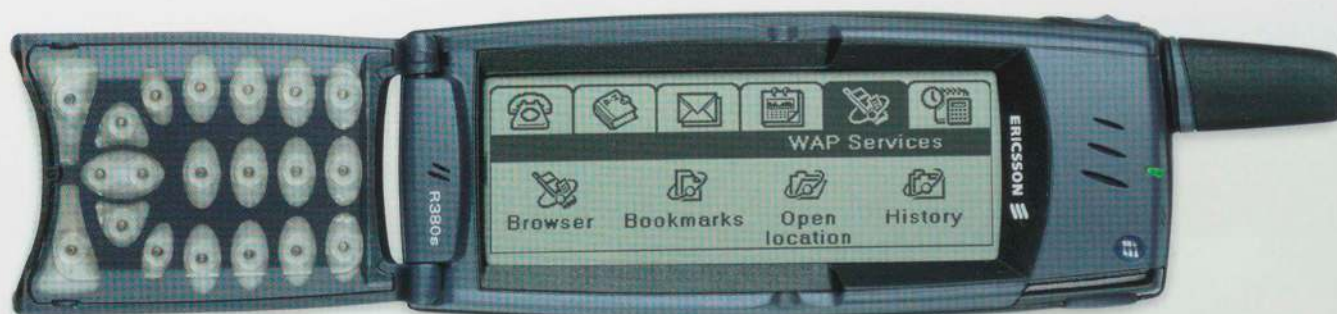 WAP Services
Browser
Bookmarks
Open
location
History
ERICSSON
R380s